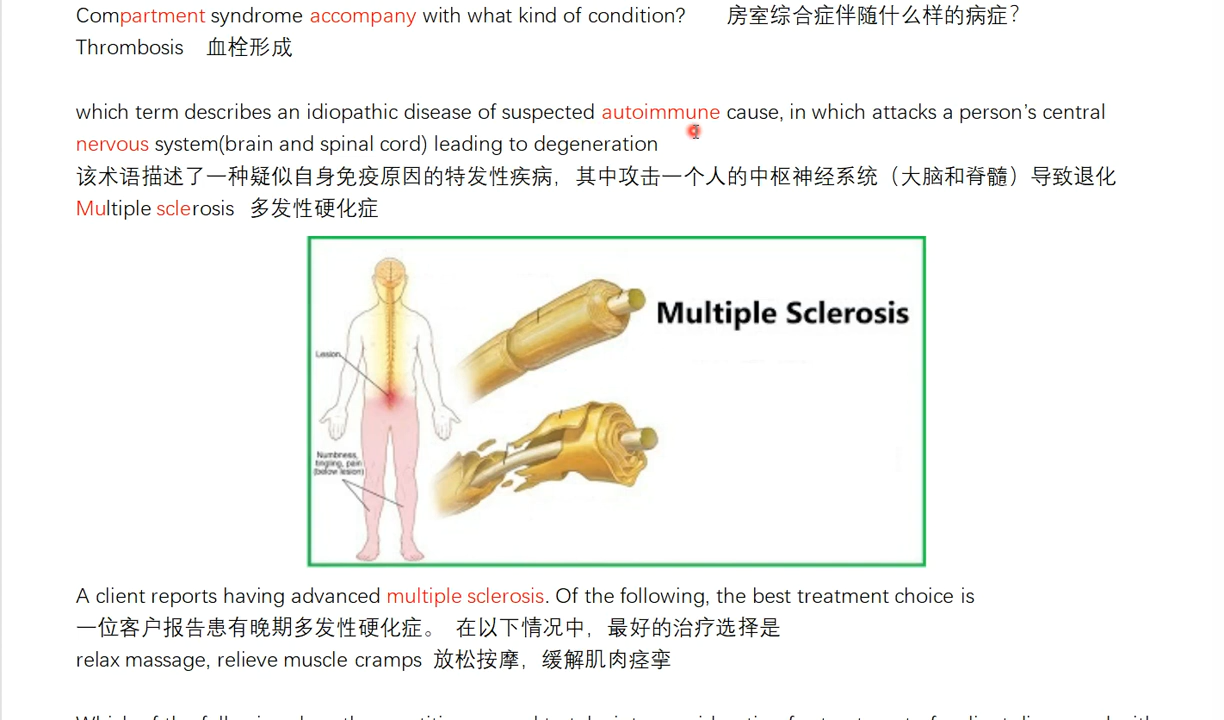 Compartment syndrome accompany with what kind of condition? 房室综合症伴随什么样的病症?
Thrombosis 血栓形成
which term describes an idiopathic disease of suspected autoimmune cause, in which attacks a person’s central
nervous system(brain and spinal cord) leading to degeneration
该术语描述了一种疑似自身免疫原因的特发性疾病，其中攻击一个人的中枢神经系统（大脑和脊髓）导致退化
Multiple sclerosis 多发性硬化症
Multiple Sclerosis
Lesion
Numbness,
tingling, pain
(below lesion)
A client reports having advanced multiple sclerosis. Of the following, the best treatment choice is
一位客户报告患有晚期多发性硬化症。 在以下情况中，最好的治疗选择是
relax massage, relieve muscle cramps 放松按摩，缓解肌肉痉挛